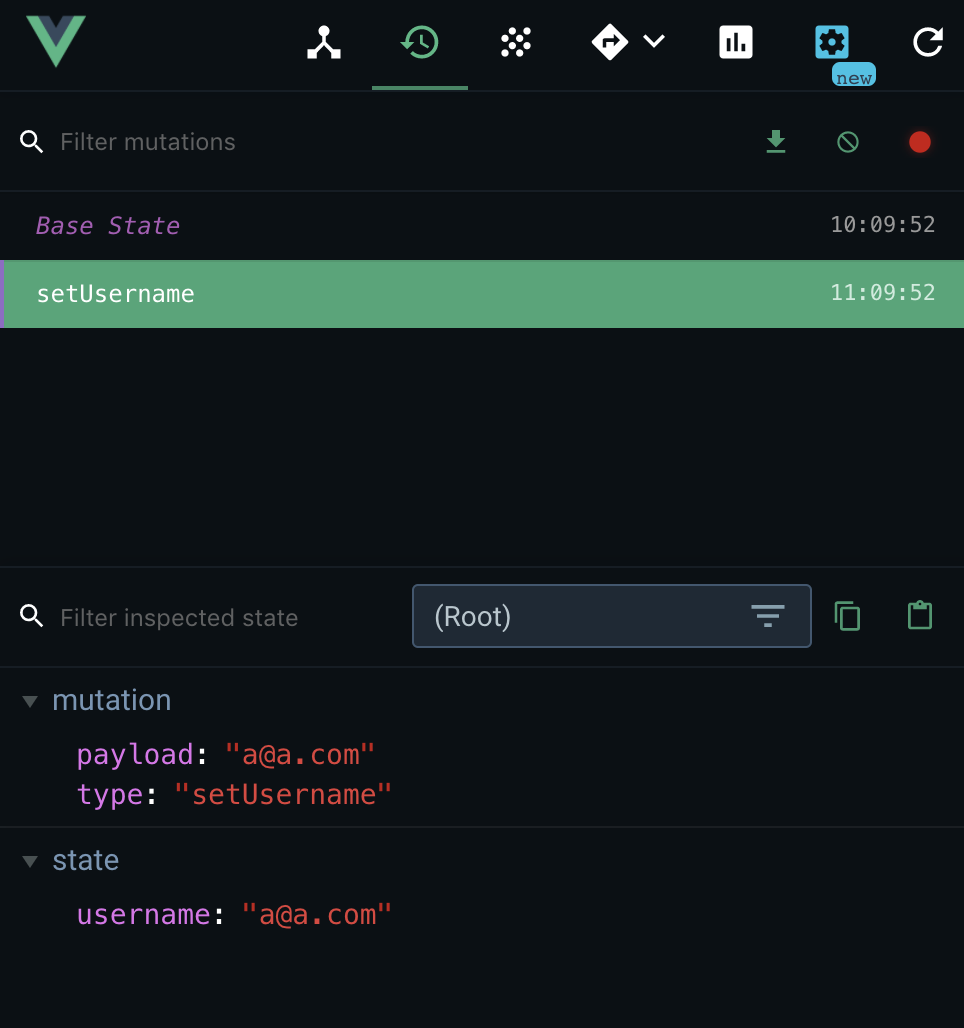 new
Filter mutations
Base State 10:09:52
setUsername 11:09:52
Filter inspected state (Root)
mutation
payload: "a@a.com"
type: "setUsername"
state
username: "a@a.com"